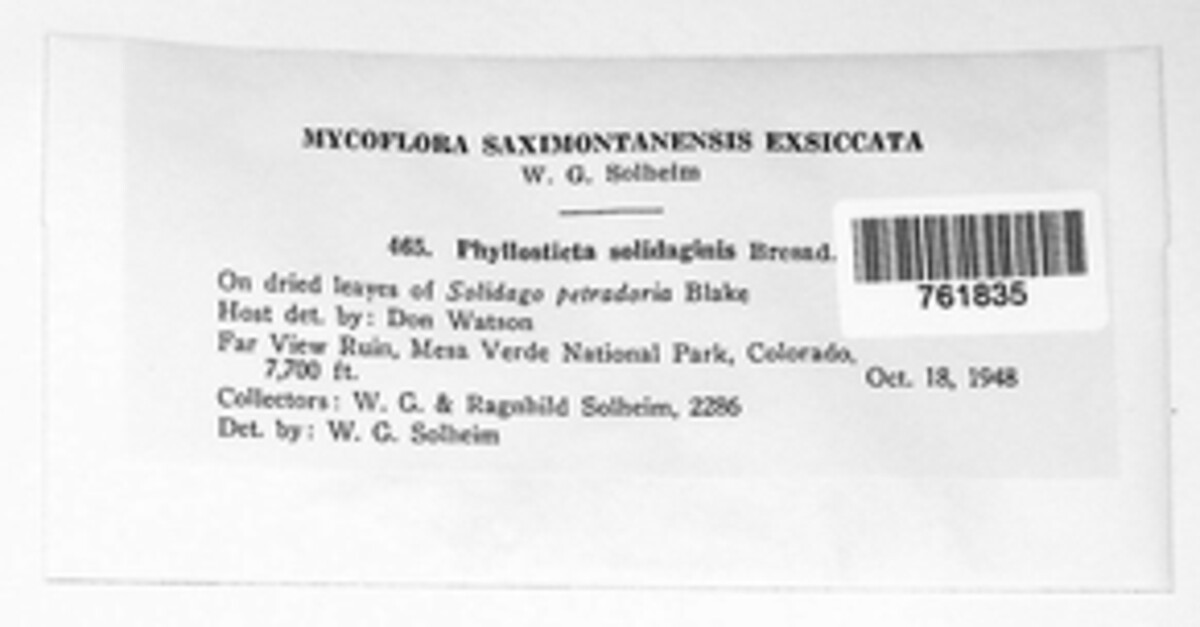 MYCOFLORA SAXIMONTANENSIS EXSICCATA
W. G. Solheim
465. Phyllosticta solidaginis Bresad.
On dried leaves of Solidago petradoria Blake
Host det. by: Don Watson
Far View Ruin, Mesa Verde National Park, Colorado,
7,700 ft.
Oct. 18, 1948
Collectors: W. G. & Ragnhild Solheim, 2286
Det. by: W. G. Solheim
761835